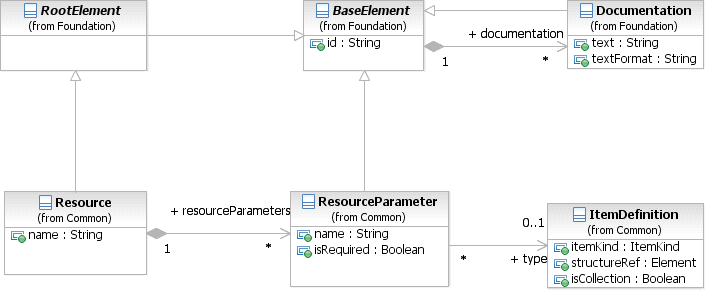 RootElement
(from Foundation)
BaseElement
(from Foundation)
id : String
Documentation
(from Foundation)
text : String
textFormat : String
+ documentation
1
*
Resource
(from Common)
name : String
+ resourceParameters
1
*
ResourceParameter
(from Common)
name : String
isRequired : Boolean
0..1
*
+ type
ItemDefinition
(from Common)
itemKind : ItemKind
structureRef : Element
isCollection : Boolean